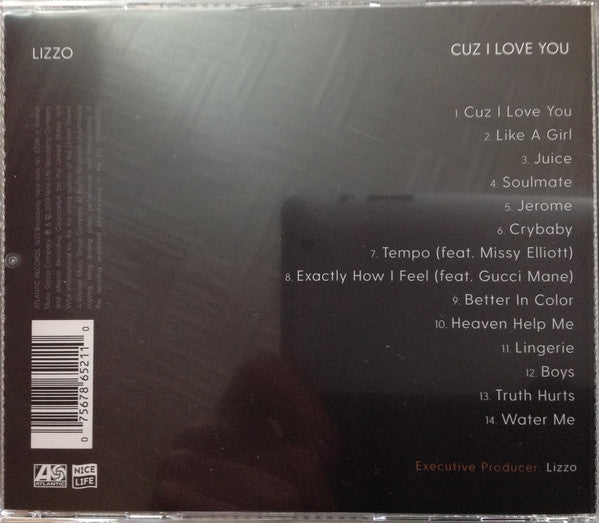 LIZZO
CUZ I LOVE YOU
1. Cuz I Love You
2. Like A Girl
3. Juice
4. Soulmate
5. Jerome
6. Crybaby
7. Tempo (feat. Missy Elliott)
8. Exactly How I Feel (feat. Gucci Mane)
9. Better In Color
10. Heaven Help Me
11. Lingerie
12. Boys
13. Truth Hurts
14. Water Me
Executive Producer: Lizzo
0 75678 65211 0
ATLANTIC
NICE
LIFE